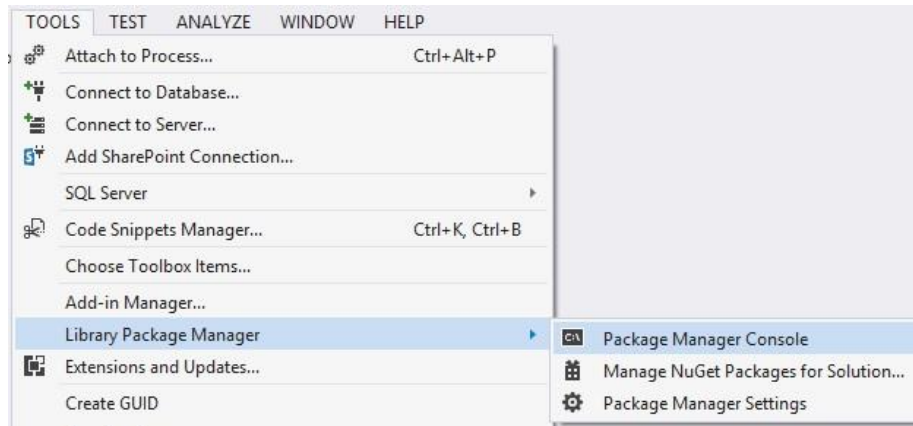 TOOLS TEST ANALYZE WINDOW HELP
Attach to Process... Ctrl+Alt+P
Connect to Database...
Connect to Server...
Add SharePoint Connection...
SQL Server
Code Snippets Manager... Ctrl+K, Ctrl+B
Choose Toolbox Items...
Add-in Manager...
Library Package Manager
Package Manager Console
Extensions and Updates...
Manage NuGet Packages for Solution...
Create GUID
Package Manager Settings